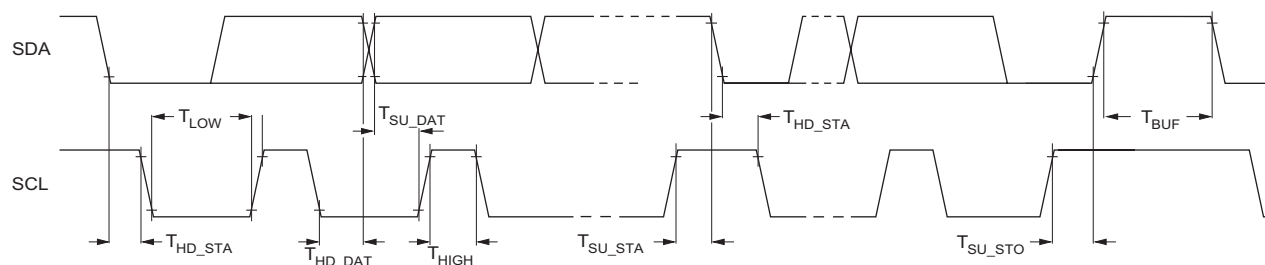 SDA
T_LOW
T_SU_DAT
T_HD_STA
T_BUF
SCL
T_HD_STA
T_HD_DAT
T_HIGH
T_SU_STA
T_SU_STO